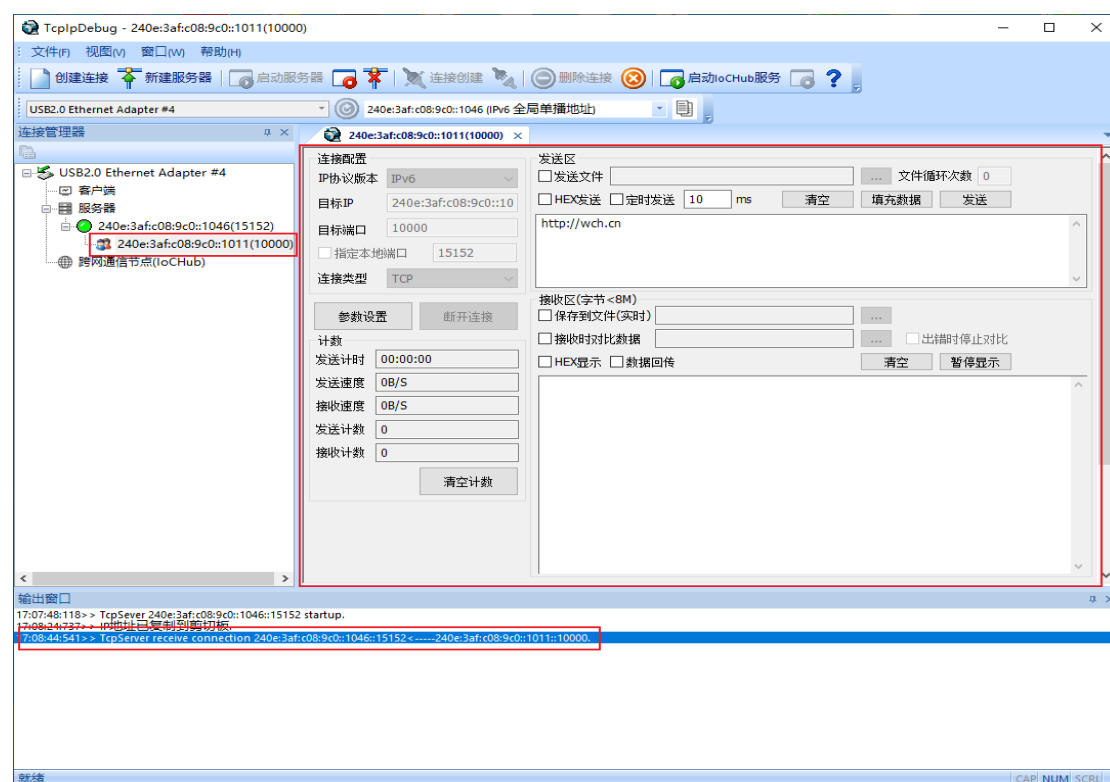 TcpIpDebug - 240e:3af:c08:9c0::1011(10000)
文件(F) 视图(V) 窗口(W) 帮助(H)
创建连接 新建服务器 启动服务器 连接创建 删除连接 启动IoCHub服务
USB2.0 Ethernet Adapter #4 240e:3af:c08:9c0::1046 (IPv6 全局单播地址)
连接管理器
USB2.0 Ethernet Adapter #4
客户端
服务器
240e:3af:c08:9c0::1046(15152)
240e:3af:c08:9c0::1011(10000)
跨网通信节点(IoCHub)
240e:3af:c08:9c0::1011(10000)
连接配置
IP协议版本 IPv6
目标IP 240e:3af:c08:9c0::10
目标端口 10000
指定本地端口 15152
连接类型 TCP
参数设置 断开连接
计数
发送计时 00:00:00
发送速度 0B/S
接收速度 0B/S
发送计数 0
接收计数 0
清空计数
发送区
发送文件 ... 文件循环次数 0
HEX发送 定时发送 10 ms 清空 填充数据 发送
http://wch.cn
接收区(字节<8M)
保存到文件(实时) ...
接收时对比数据 ... 出错时停止对比
HEX显示 数据回传 清空 暂停显示
输出窗口
17:07:48:118> > TcpSever 240e:3af:c08:9c0::1046::15152 startup.
17:08:24:737> > IP地址已复制到剪切板.
17:08:44:541> > TcpServer receive connection 240e:3af:c08:9c0::1046::15152<-----240e:3af:c08:9c0::1011::10000.
就绪 CAP NUM SCRL